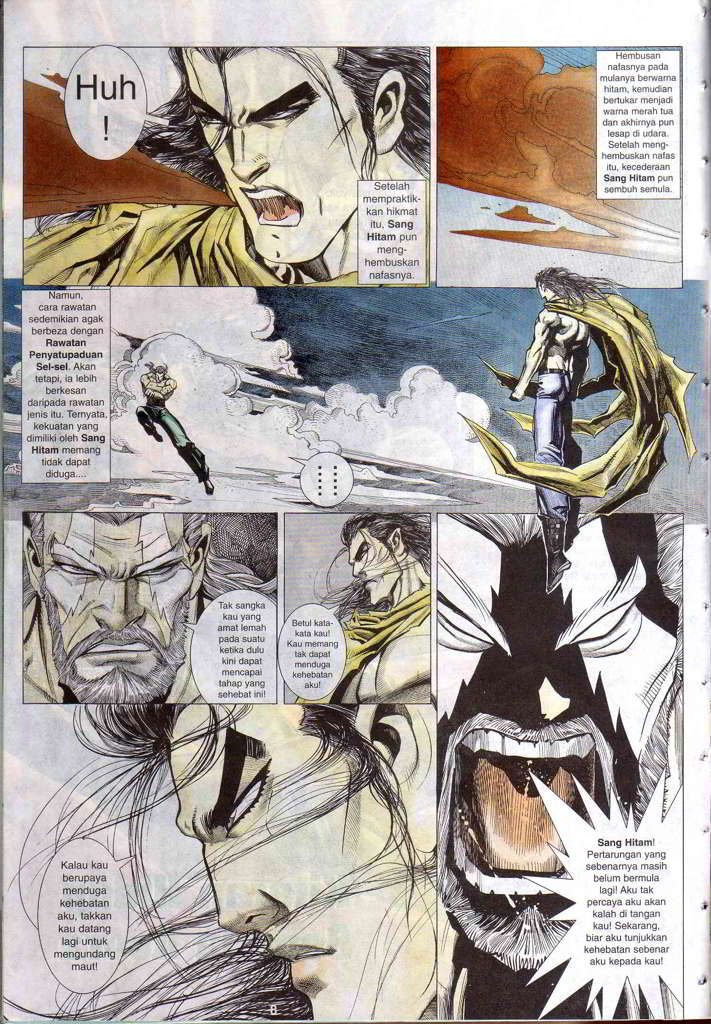 Huh
!
Setelah
mempraktik-
kan hikmat
itu, Sang
Hitam pun
meng-
hembuskan
nafasnya.
Hembusan
nafasnya pada
mulanya berwarna
hitam, kemudian
bertukar menjadi
warna merah tua
dan akhirnya pun
lesap di udara.
Setelah meng-
hembuskan nafas
itu, kecederaan
Sang Hitam pun
sembuh semula.
Namun,
cara rawatan
sedemikian agak
berbeza dengan
Rawatan
Penyatupaduan
Sel-sel. Akan
tetapi, ia lebih
berkesan
daripada rawatan
jenis itu. Ternyata,
kekuatan yang
dimiliki oleh Sang
Hitam memang
tidak dapat
diduga....
Tak sangka
kau yang
amat lemah
pada suatu
ketika dulu
kini dapat
mencapai
tahap yang
sehebat ini!
Betul kata-
kata kau!
Kau memang
tak dapat
menduga
kehebatan
aku!
Kalau kau
berupaya
menduga
kehebatan
aku, takkan
kau datang
lagi untuk
mengundang
maut!
Sang Hitam!
Pertarungan yang
sebenarnya masih
belum bermula
lagi! Aku tak
percaya aku akan
kalah di tangan
kau! Sekarang,
biar aku tunjukkan
kehebatan sebenar
aku kepada kau!
8